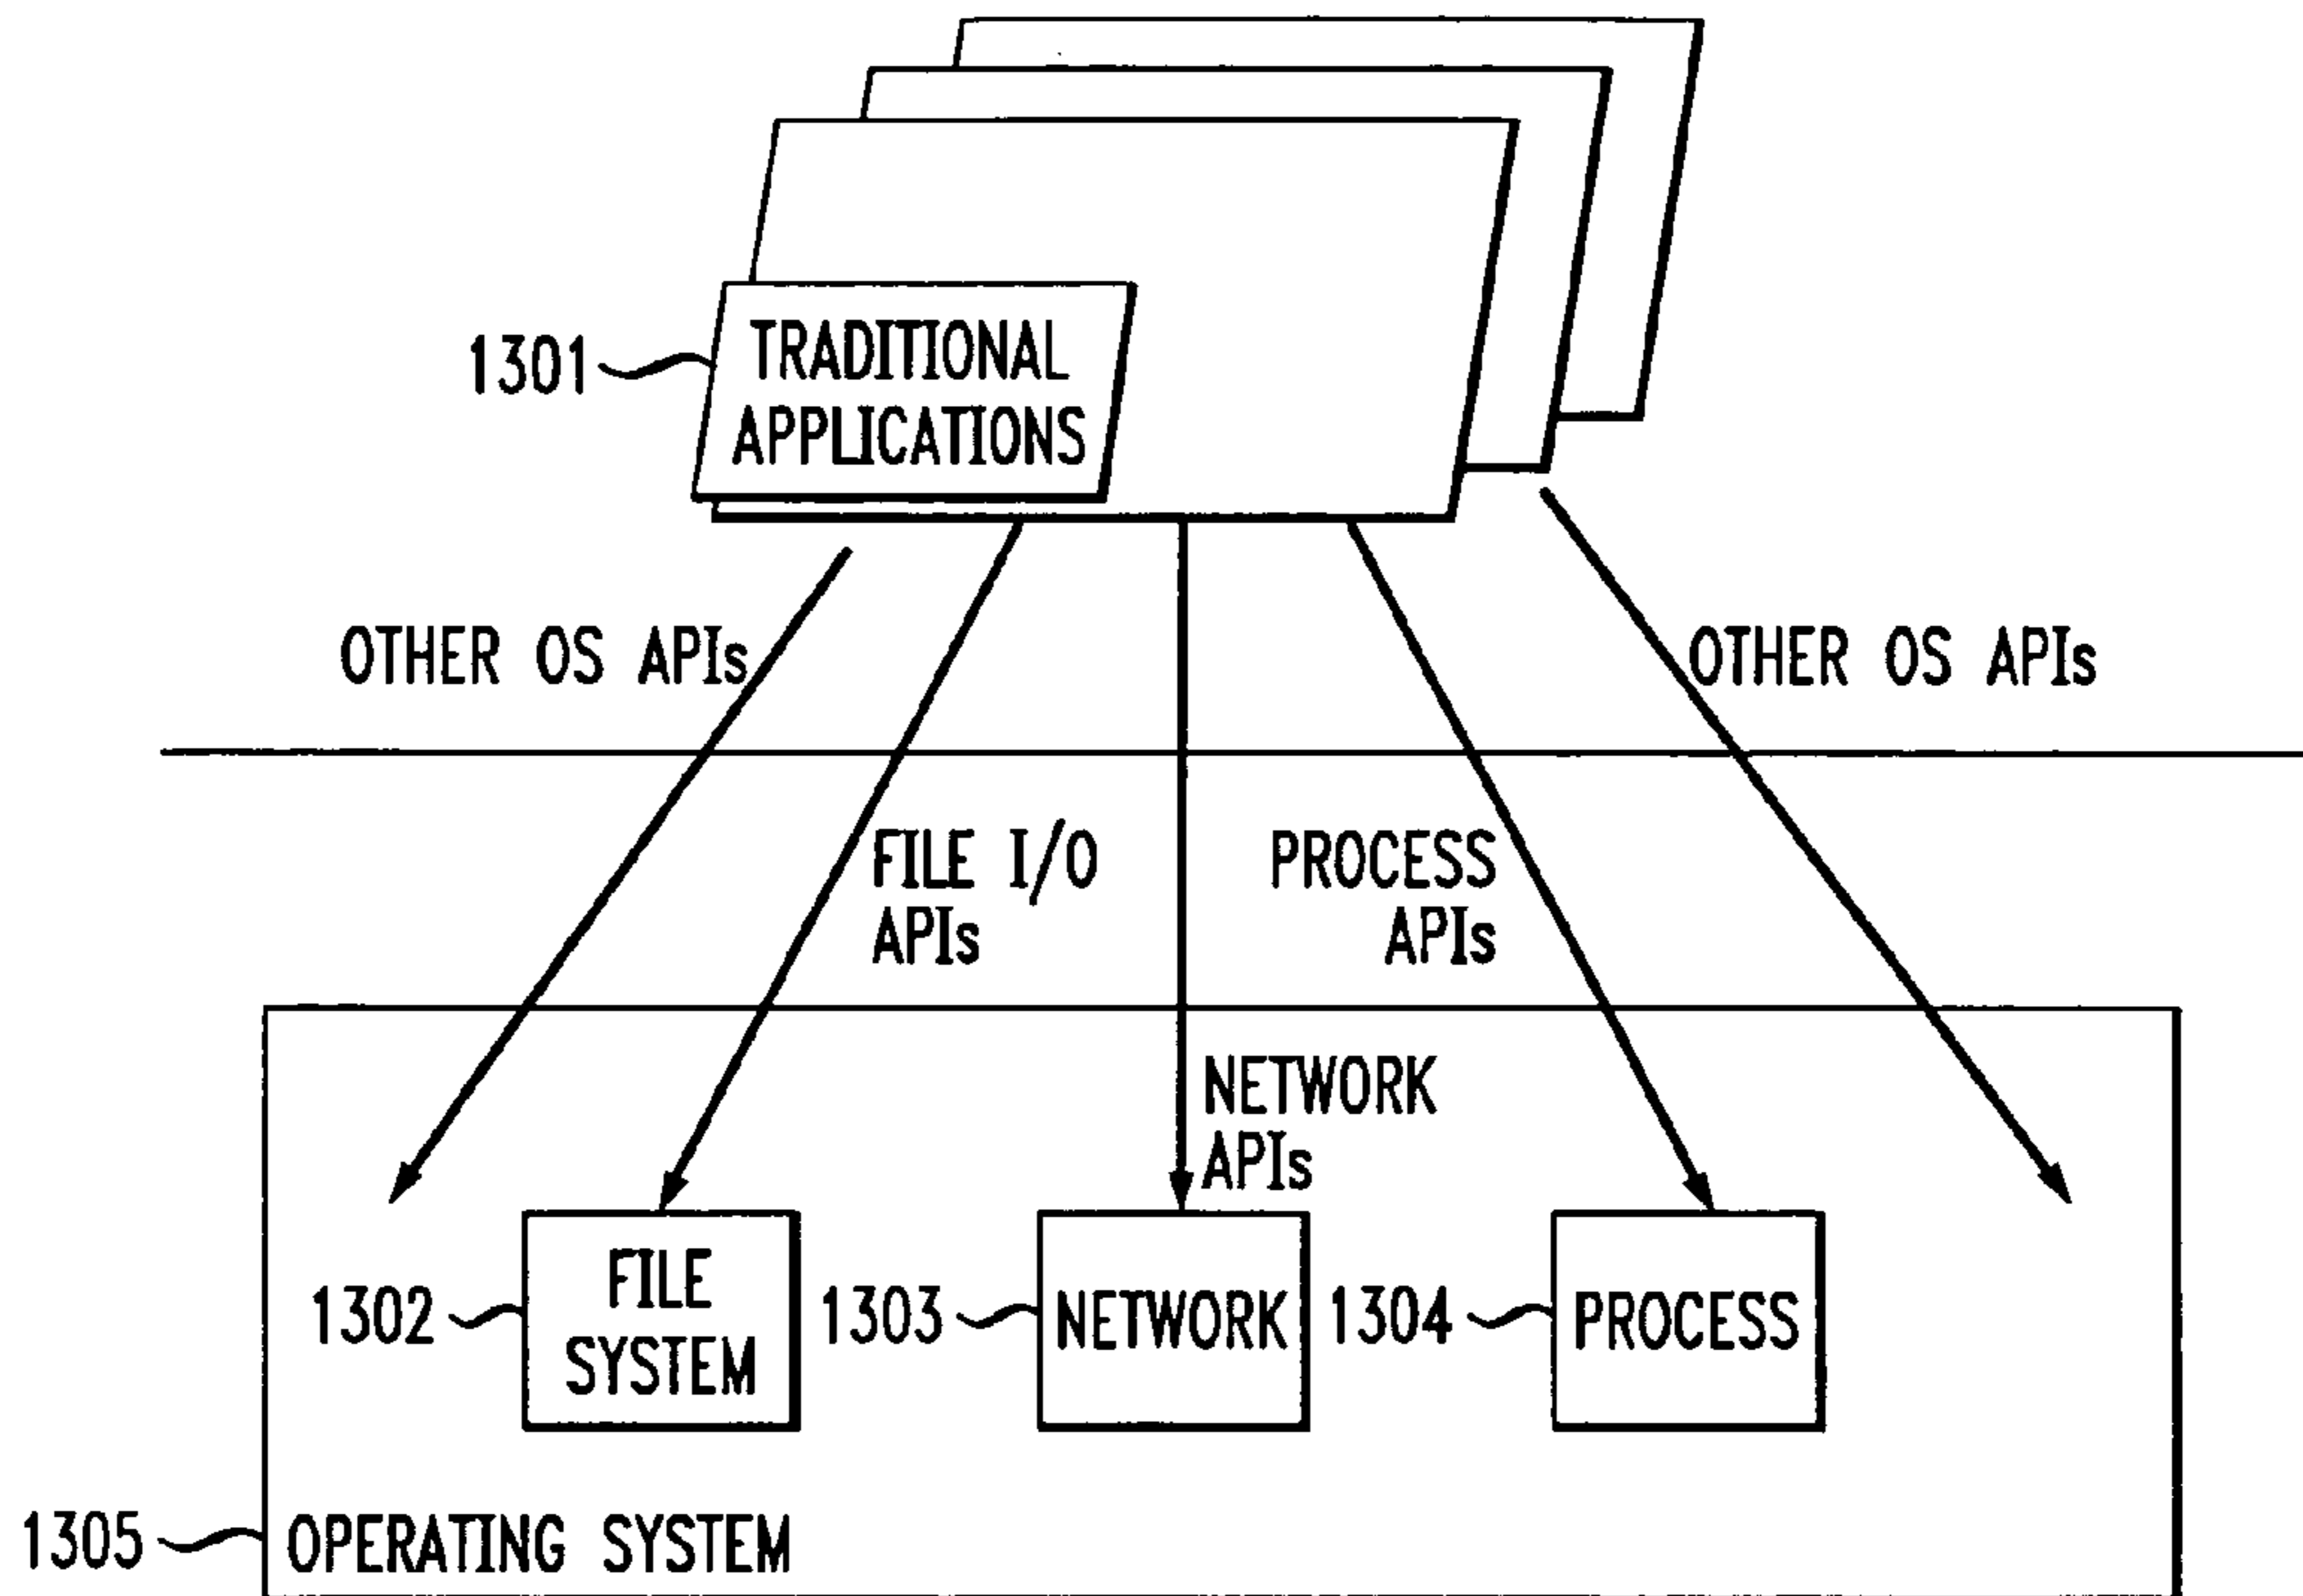 1301
TRADITIONAL
APPLICATIONS
OTHER OS APIs
OTHER OS APIs
FILE I/O
APIs
PROCESS
APIs
NETWORK
APIs
1302
FILE
SYSTEM
1303
NETWORK
1304
PROCESS
1305
OPERATING SYSTEM